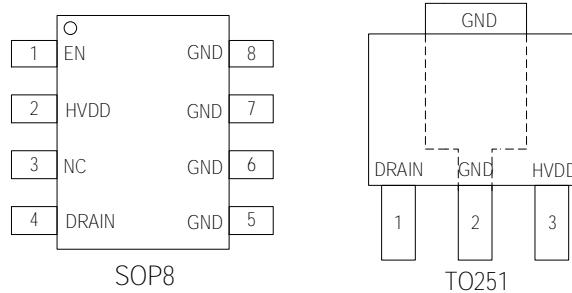 GND
1 EN GND 8
2 HVDD GND 7
3 NC GND 6
DRAIN GND HVDD
4 DRAIN GND 5
1 2 3
SOP8
TO251